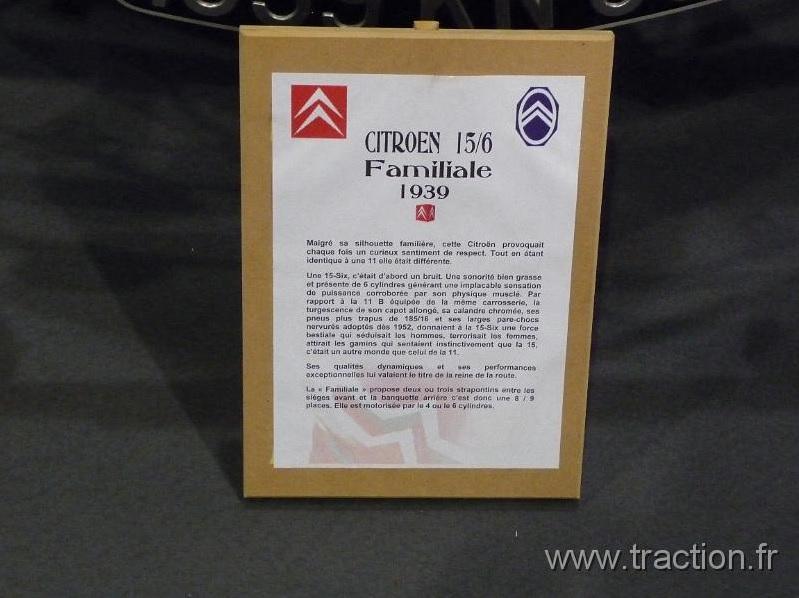 CITROEN 15/6
Familiale
1939
Malgré sa silhouette familière, cette Citroën provoquait
chaque fois un curieux sentiment de respect. Tout en étant
identique à une 11 elle était différente.
Une 15-Six, c'était d'abord un bruit. Une sonorité bien grasse
et présente de 6 cylindres générant une implacable sensation
de puissance corroborée par son physique musclé. Par
rapport à la 11 B équipée de la même carrosserie, la
turgescence de son capot allongé, sa calandre chromée, ses
pneus plus trapus de 185/16 et ses larges pare-chocs
nervurés adoptés dès 1952, donnaient à la 15-Six une force
bestiale qui séduisait les hommes, terrorisait les femmes,
attirait les gamins qui sentaient instinctivement que la 15,
c'était un autre monde que celui de la 11.
Ses qualités dynamiques et ses performances
exceptionnelles lui valaient le titre de la reine de la route.
La « Familiale » propose deux ou trois strapontins entre les
sièges avant et la banquette arrière c'est donc une 8 / 9
places. Elle est motorisée par le 4 ou le 6 cylindres.
www.traction.fr